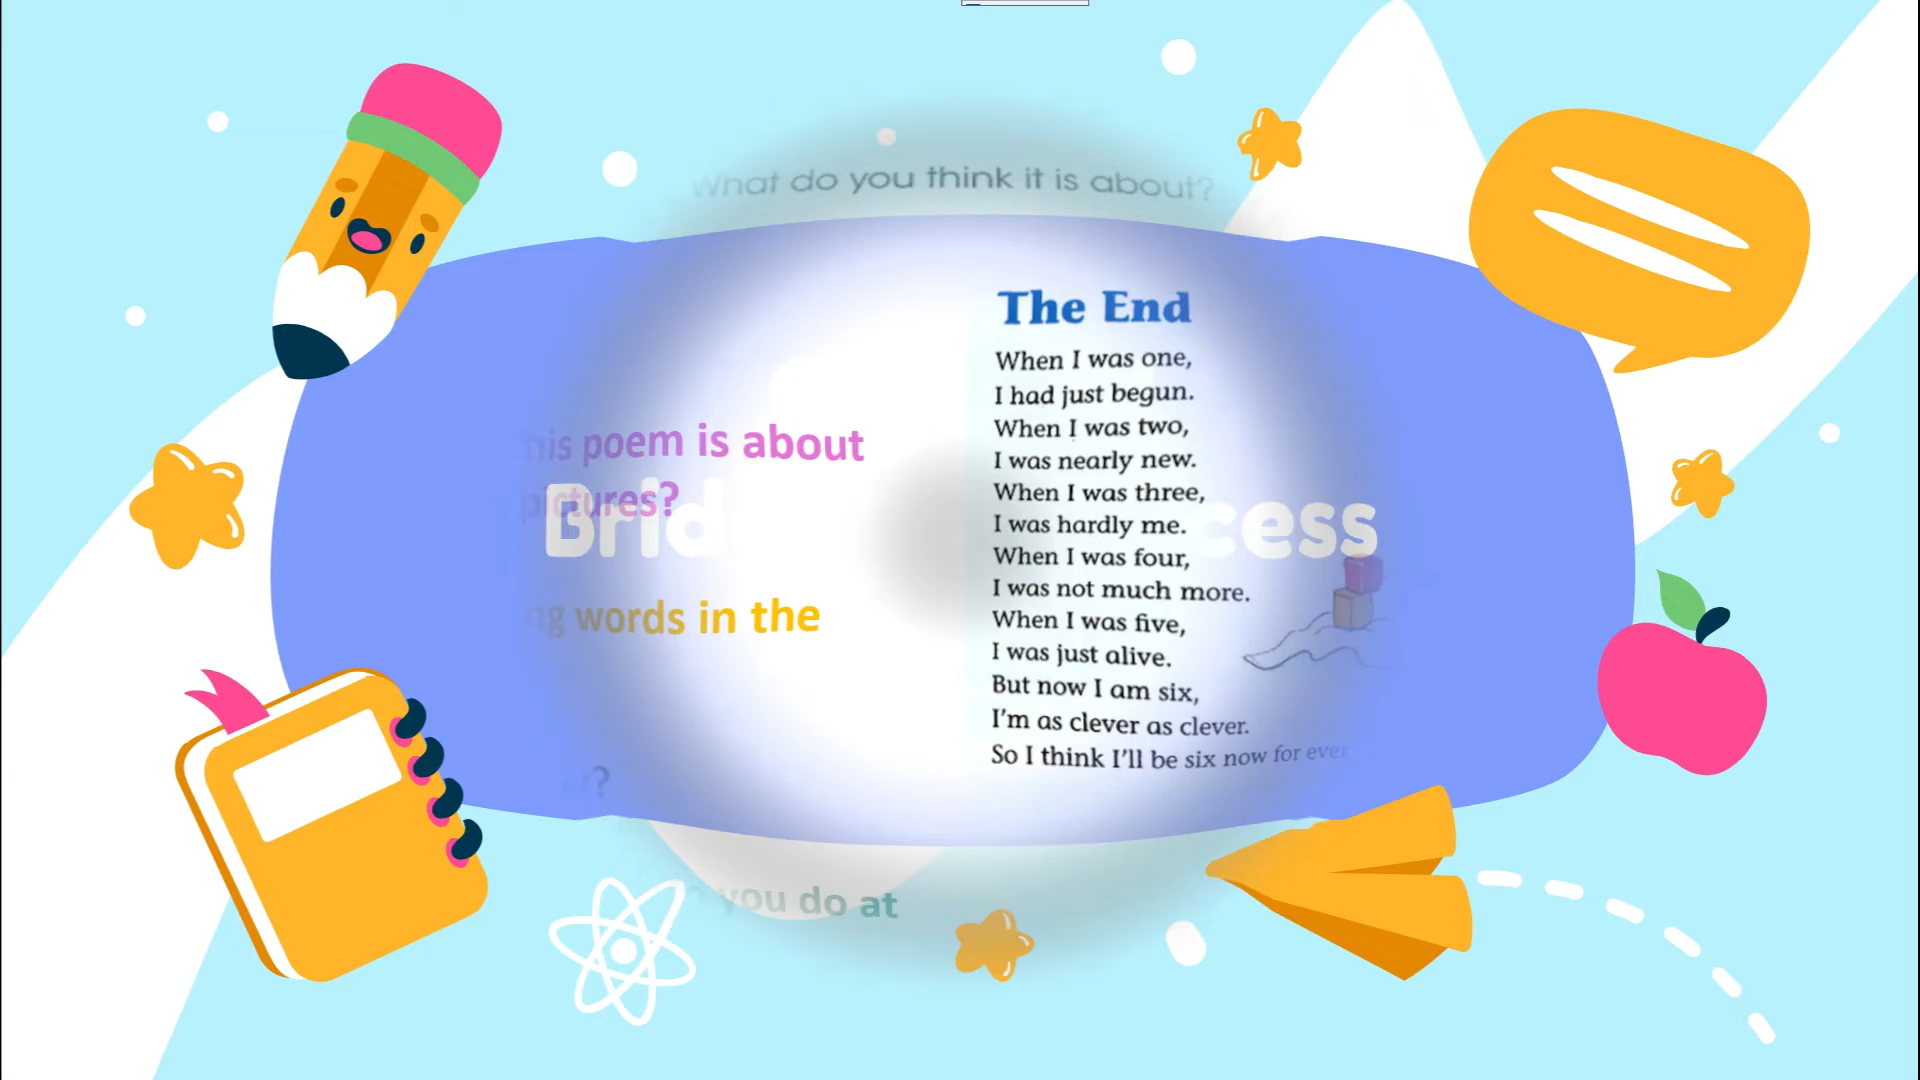 What do you think it is about?
poem is about
pictures?
words in the
you do at
The End
When I was one,
I had just begun.
When I was two,
I was nearly new.
When I was three,
I was hardly me.
When I was four,
I was not much more.
When I was five,
I was just alive.
But now I am six,
I'm as clever as clever.
So I think I'll be six now for ever